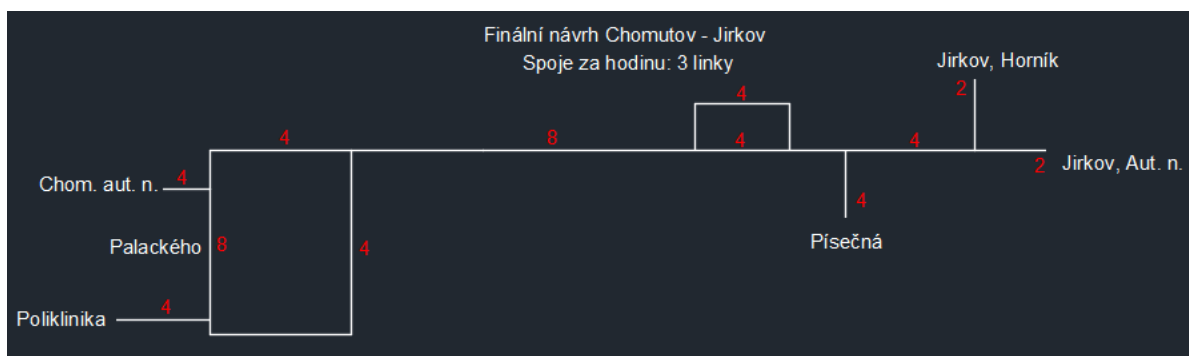 Finální návrh Chomutov - Jirkov
Spoje za hodinu: 3 linky
Jirkov, Horník
2
4
4
8
4
4
2
Jirkov, Aut. n.
Chom. aut. n.
4
4
Palackého
8
4
Písečná
Poliklinika
4